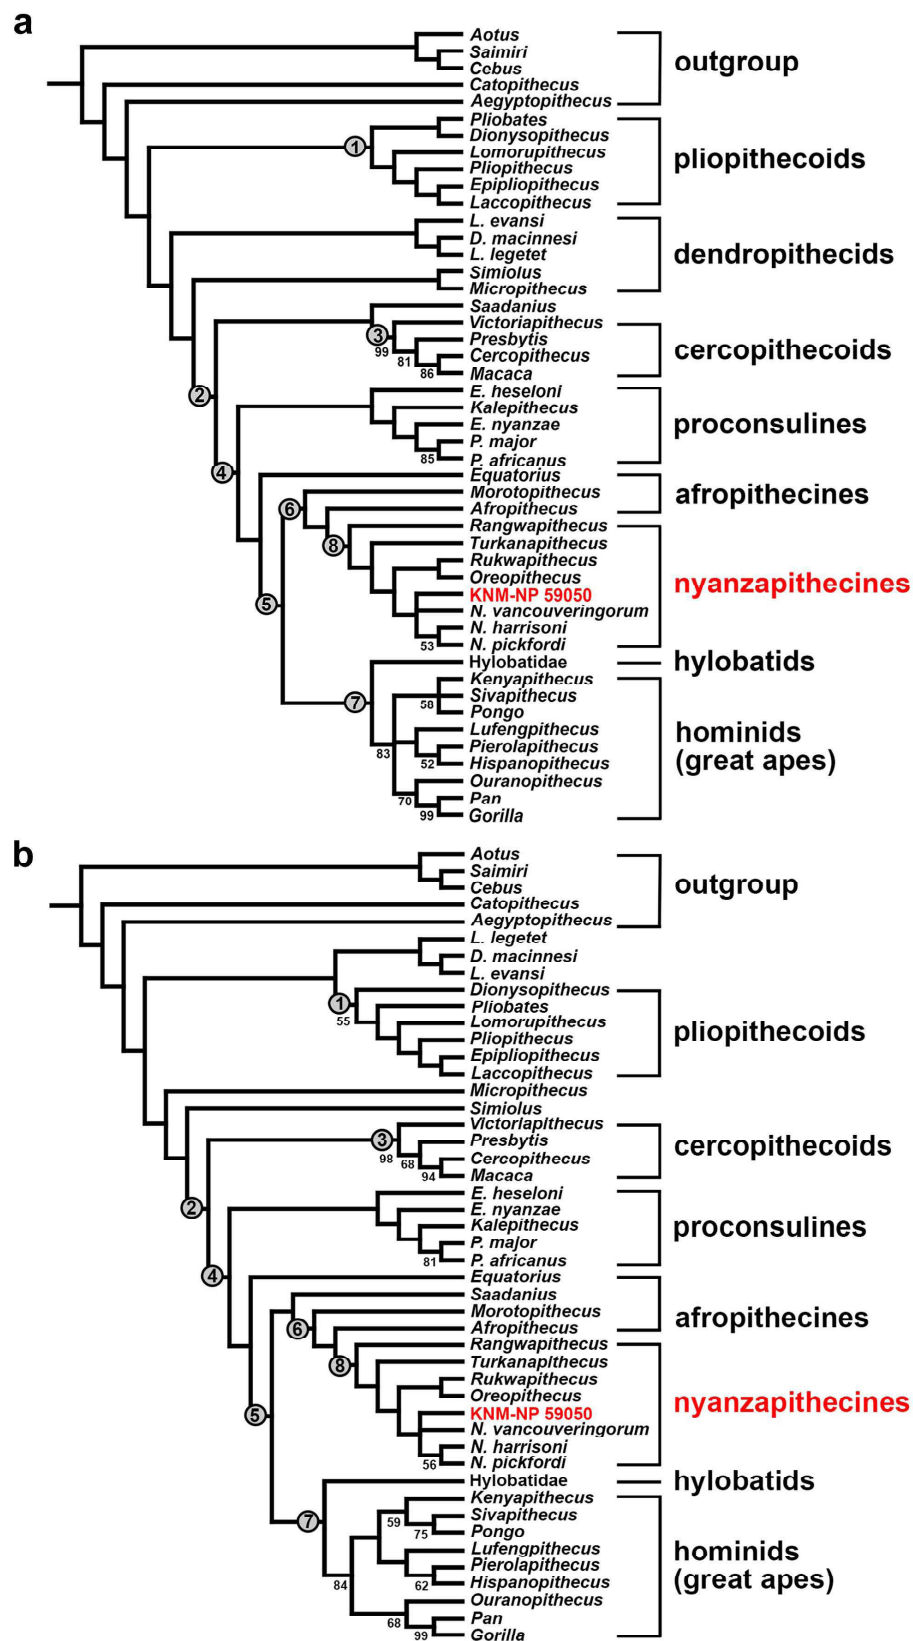 a
Aotus
Saimiri
Cebus
outgroup
Catopithecus
Aegyptopithecus
Pliobates
Dionysopithecus
1
Lomorupithecus
pliopithecoids
Pliopithecus
Epipliopithecus
Laccopithecus
L. evansi
D. macinnesi
dendropithecids
L. legetet
Simiolus
Micropithecus
Saadanius
Victoriapithecus
3
Presbytis
99
cercopithecoids
81
Cercopithecus
86
Macaca
E. heseloni
2
Kalepithecus
E. nyanzae
proconsulines
P. major
85
P. africanus
4
Equatorius
Morotopithecus
afropithecines
6
Afropithecus
Rangwapithecus
8
Turkanapithecus
Rukwapithecus
Oreopithecus
nyanzapithecines
KNM-NP 59050
5
N. vancouveringorum
N. harrisoni
53
N. pickfordi
Hylobatidae
hylobatids
Kenyapithecus
Sivapithecus
7
58
Pongo
Lufengpithecus
hominids
83
Pierolapithecus
(great apes)
52
Hispanopithecus
Ouranopithecus
70
Pan
99
Gorilla
b
Aotus
Saimiri
outgroup
Cebus
Catopithecus
Aegyptopithecus
L. legetet
D. macinnesi
L. evansi
Dionysopithecus
1
Pliobates
55
Lomorupithecus
pliopithecoids
Pliopithecus
Epipliopithecus
Laccopithecus
Micropithecus
Simiolus
Victoriapithecus
3
Presbytis
cercopithecoids
98
68
Cercopithecus
94
Macaca
E. heseloni
2
E. nyanzae
Kalepithecus
proconsulines
P. major
81
P. africanus
4
Equatorius
Saadanius
Morotopithecus
afropithecines
6
Afropithecus
Rangwapithecus
8
Turkanapithecus
Rukwapithecus
Oreopithecus
nyanzapithecines
KNM-NP 59050
5
N. vancouveringorum
N. harrisoni
56
N. pickfordi
Hylobatidae
hylobatids
Kenyapithecus
7
59
Sivapithecus
75
Pongo
Lufengpithecus
hominids
Pierolapithecus
(great apes)
84
62
Hispanopithecus
Ouranopithecus
68
Pan
99
Gorilla